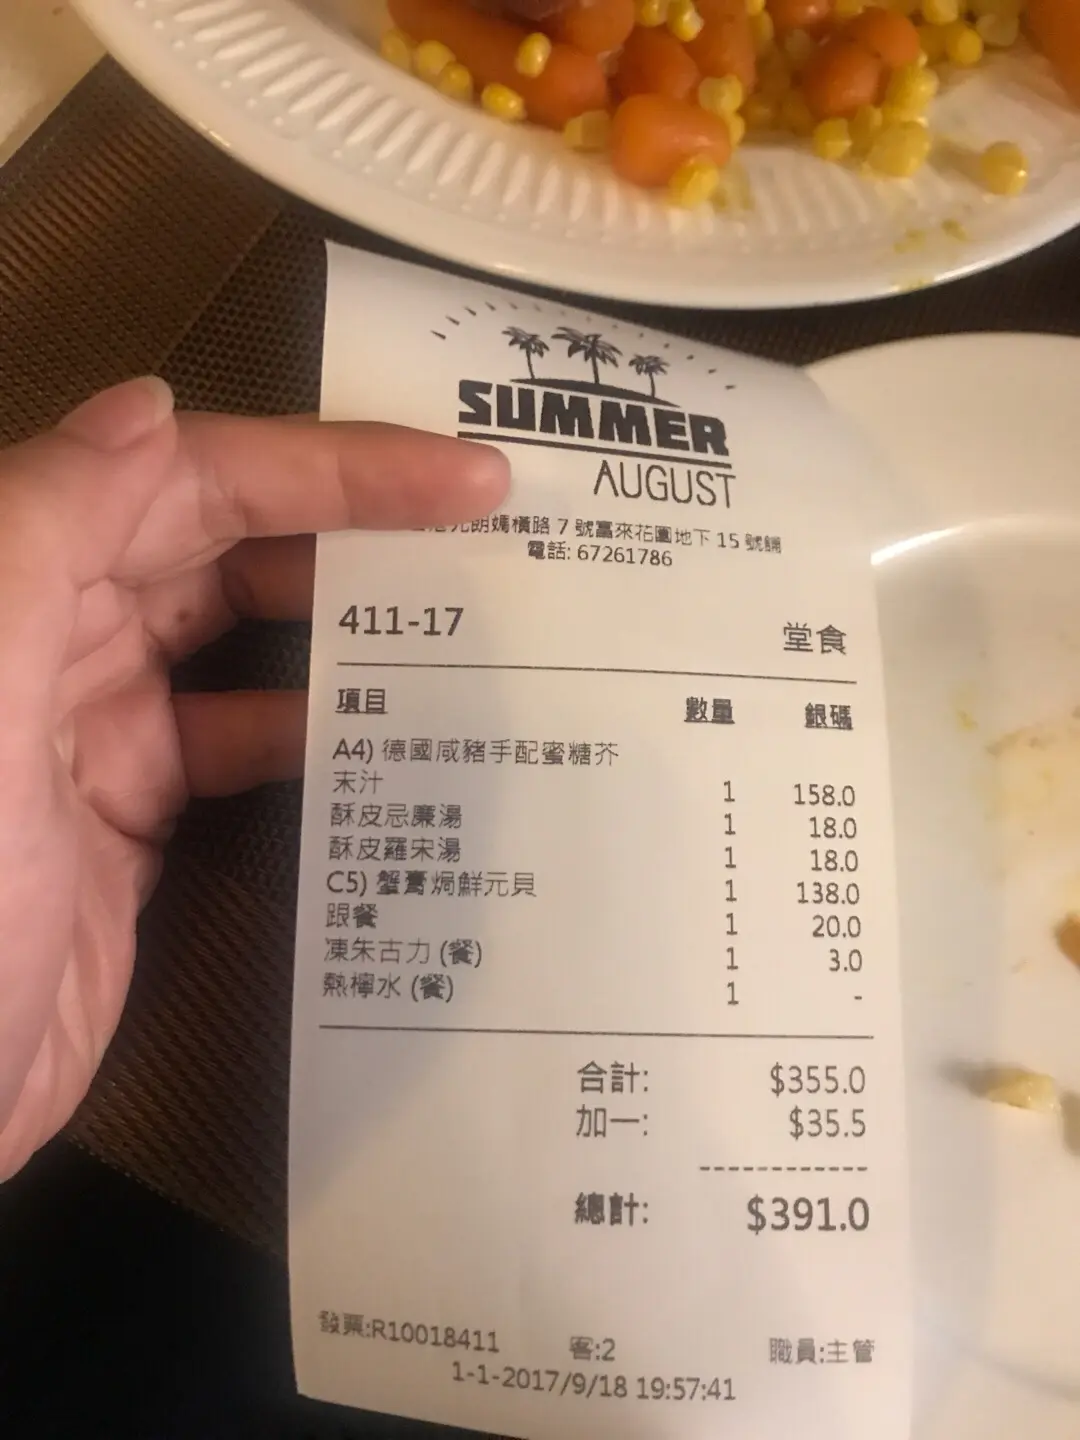 SUMMER
AUGUST
元朗媽橫路 7 號富來花園地下 15 號舖
電話: 67261786
411-17 堂食
項目 數量 銀碼
A4) 德國咸豬手配蜜糖芥
末汁 1 158.0
酥皮忌廉湯 1 18.0
酥皮羅宋湯 1 18.0
C5) 蟹膏焗鮮元貝 1 138.0
跟餐 1 20.0
凍朱古力 (餐) 1 3.0
熱檸水 (餐) 1 -
合計: $355.0
加一: $35.5
------------
總計: $391.0
發票:R10018411 客:2 職員:主管
1-1-2017/9/18 19:57:41